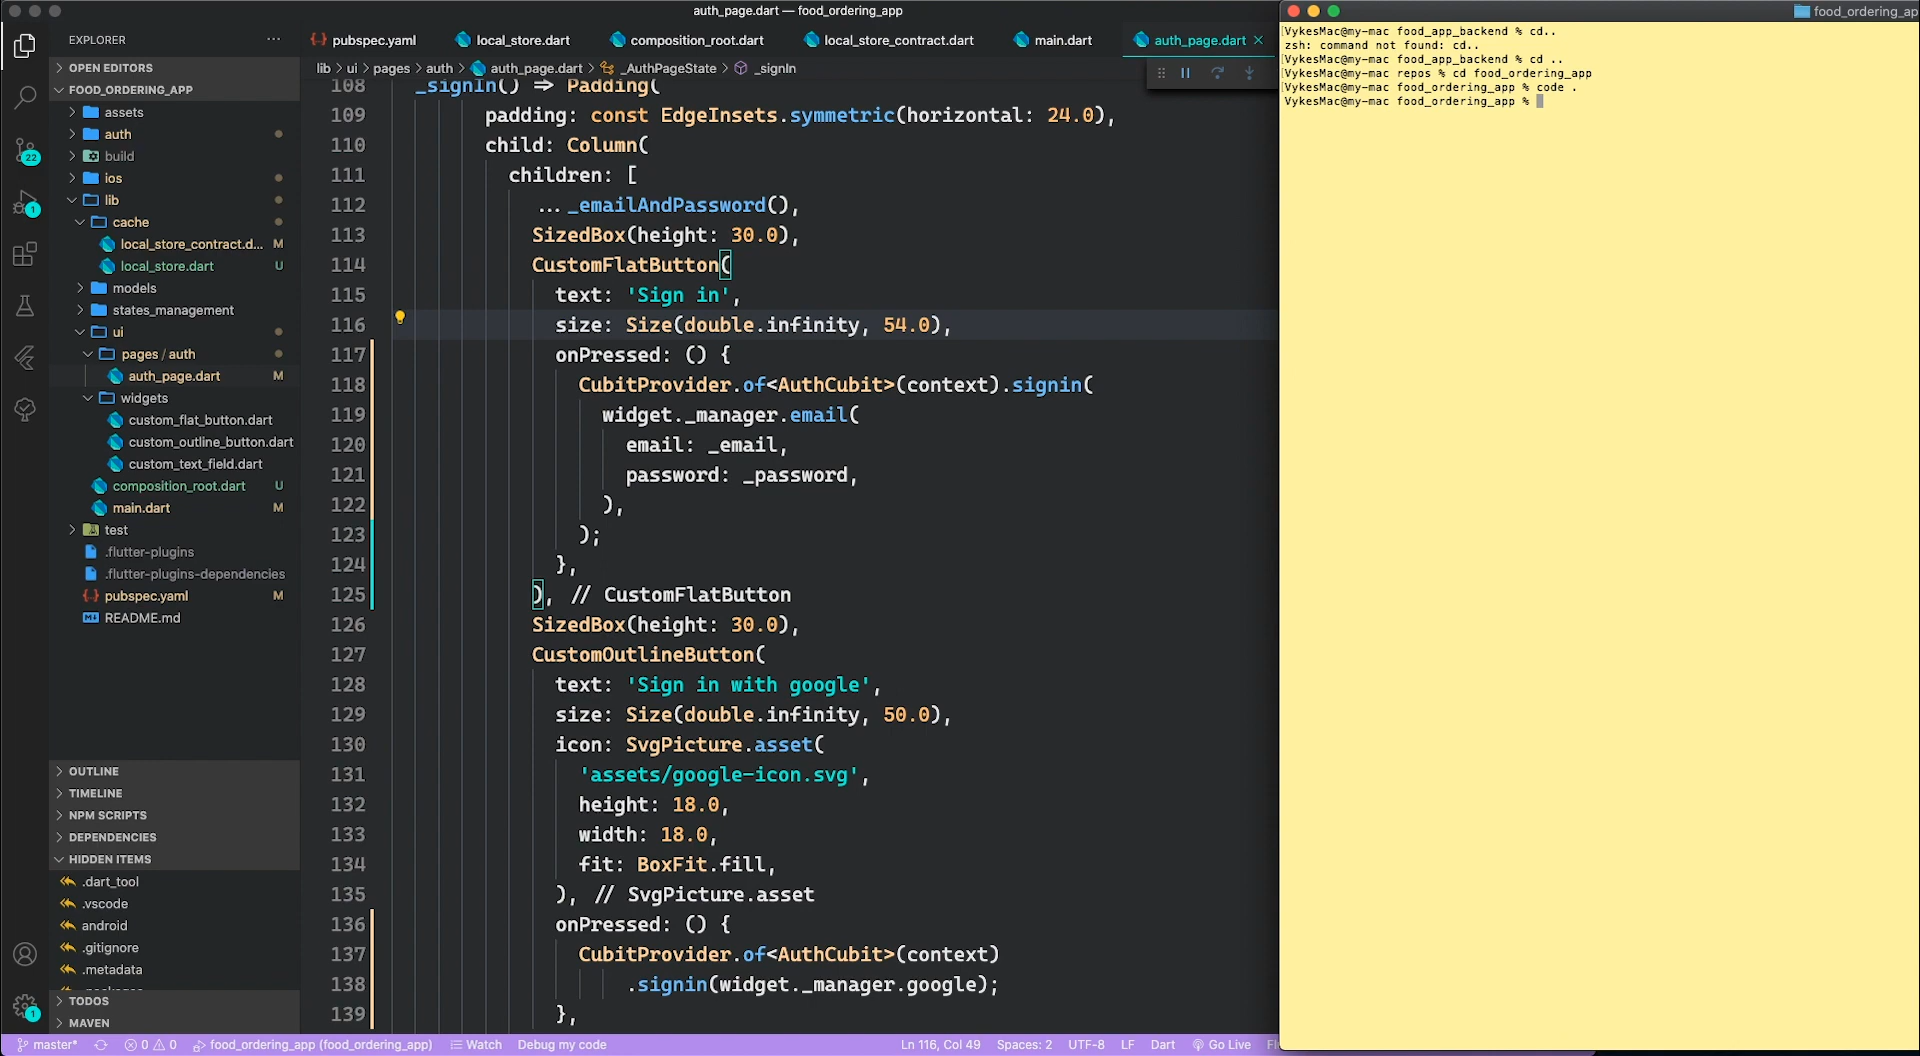 auth_page.dart — food_ordering_app
EXPLORER
OPEN EDITORS
FOOD_ORDERING_APP
assets
auth
build
ios
lib
cache
local_store_contract.d... M
local_store.dart U
models
states_management
ui
pages / auth
auth_page.dart M
widgets
custom_flat_button.dart
custom_outline_button.dart
custom_text_field.dart
composition_root.dart U
main.dart M
test
.flutter-plugins
.flutter-plugins-dependencies
pubspec.yaml M
README.md
OUTLINE
TIMELINE
NPM SCRIPTS
DEPENDENCIES
HIDDEN ITEMS
.dart_tool
.vscode
android
.gitignore
.metadata
TODOS
MAVEN
22
1
1
pubspec.yaml local_store.dart composition_root.dart local_store_contract.dart main.dart auth_page.dart
lib > ui > pages > auth > auth_page.dart > _AuthPageState > _signIn
108 _signIn() => Padding(
109 padding: const EdgeInsets.symmetric(horizontal: 24.0),
110 child: Column(
111 children: [
112 ..._emailAndPassword(),
113 SizedBox(height: 30.0),
114 CustomFlatButton(
115 text: 'Sign in',
116 size: Size(double.infinity, 54.0),
117 onPressed: () {
118 CubitProvider.of<AuthCubit>(context).signin(
119 widget._manager.email(
120 email: _email,
121 password: _password,
122 ),
123 );
124 },
125 ), // CustomFlatButton
126 SizedBox(height: 30.0),
127 CustomOutlineButton(
128 text: 'Sign in with google',
129 size: Size(double.infinity, 50.0),
130 icon: SvgPicture.asset(
131 'assets/google-icon.svg',
132 height: 18.0,
133 width: 18.0,
134 fit: BoxFit.fill,
135 ), // SvgPicture.asset
136 onPressed: () {
137 CubitProvider.of<AuthCubit>(context)
138 .signin(widget._manager.google);
139 },
master* 0 0 food_ordering_app (food_ordering_app) Watch Debug my code Ln 116, Col 49 Spaces: 2 UTF-8 LF Dart Go Live
food_ordering_ap
VykesMac@my-mac food_app_backend % cd..
zsh: command not found: cd..
VykesMac@my-mac food_app_backend % cd ..
VykesMac@my-mac repos % cd food_ordering_app
VykesMac@my-mac food_ordering_app % code .
VykesMac@my-mac food_ordering_app %